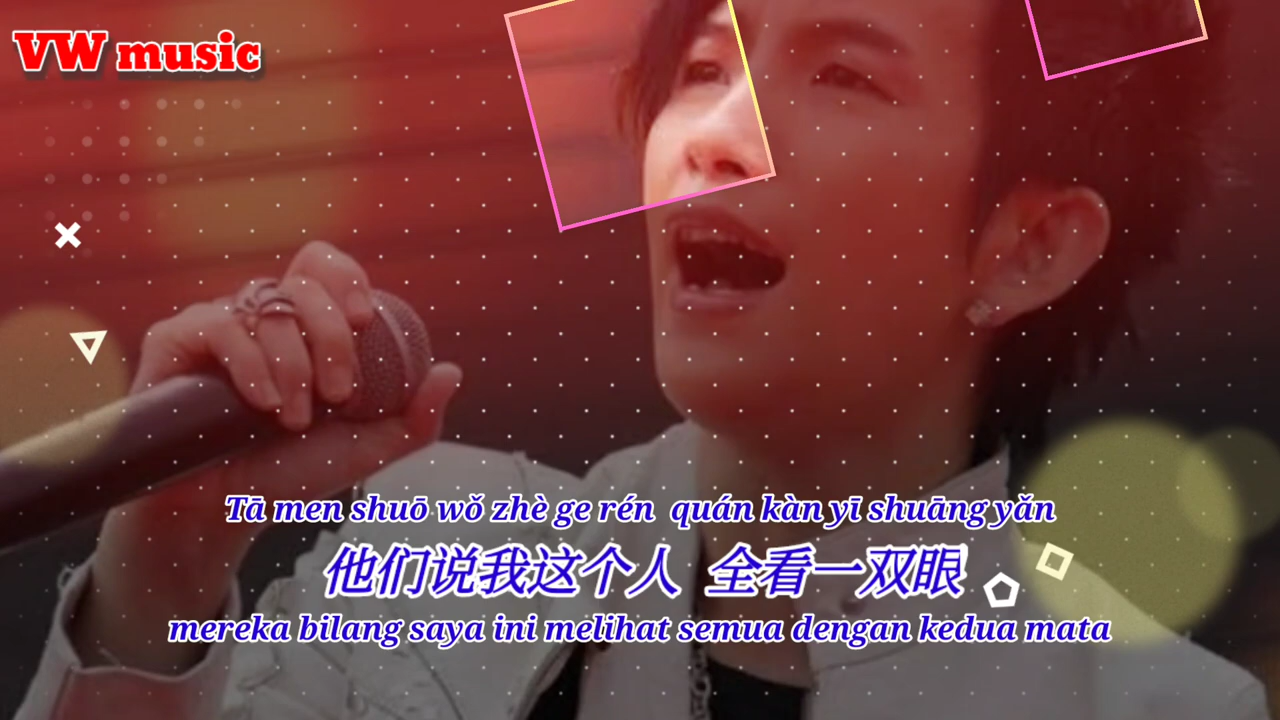 VW music
Tā men shuō wǒ zhè ge rén quán kàn yī shuāng yǎn
他们说我这个人 全看一双眼
mereka bilang saya ini melihat semua dengan kedua mata